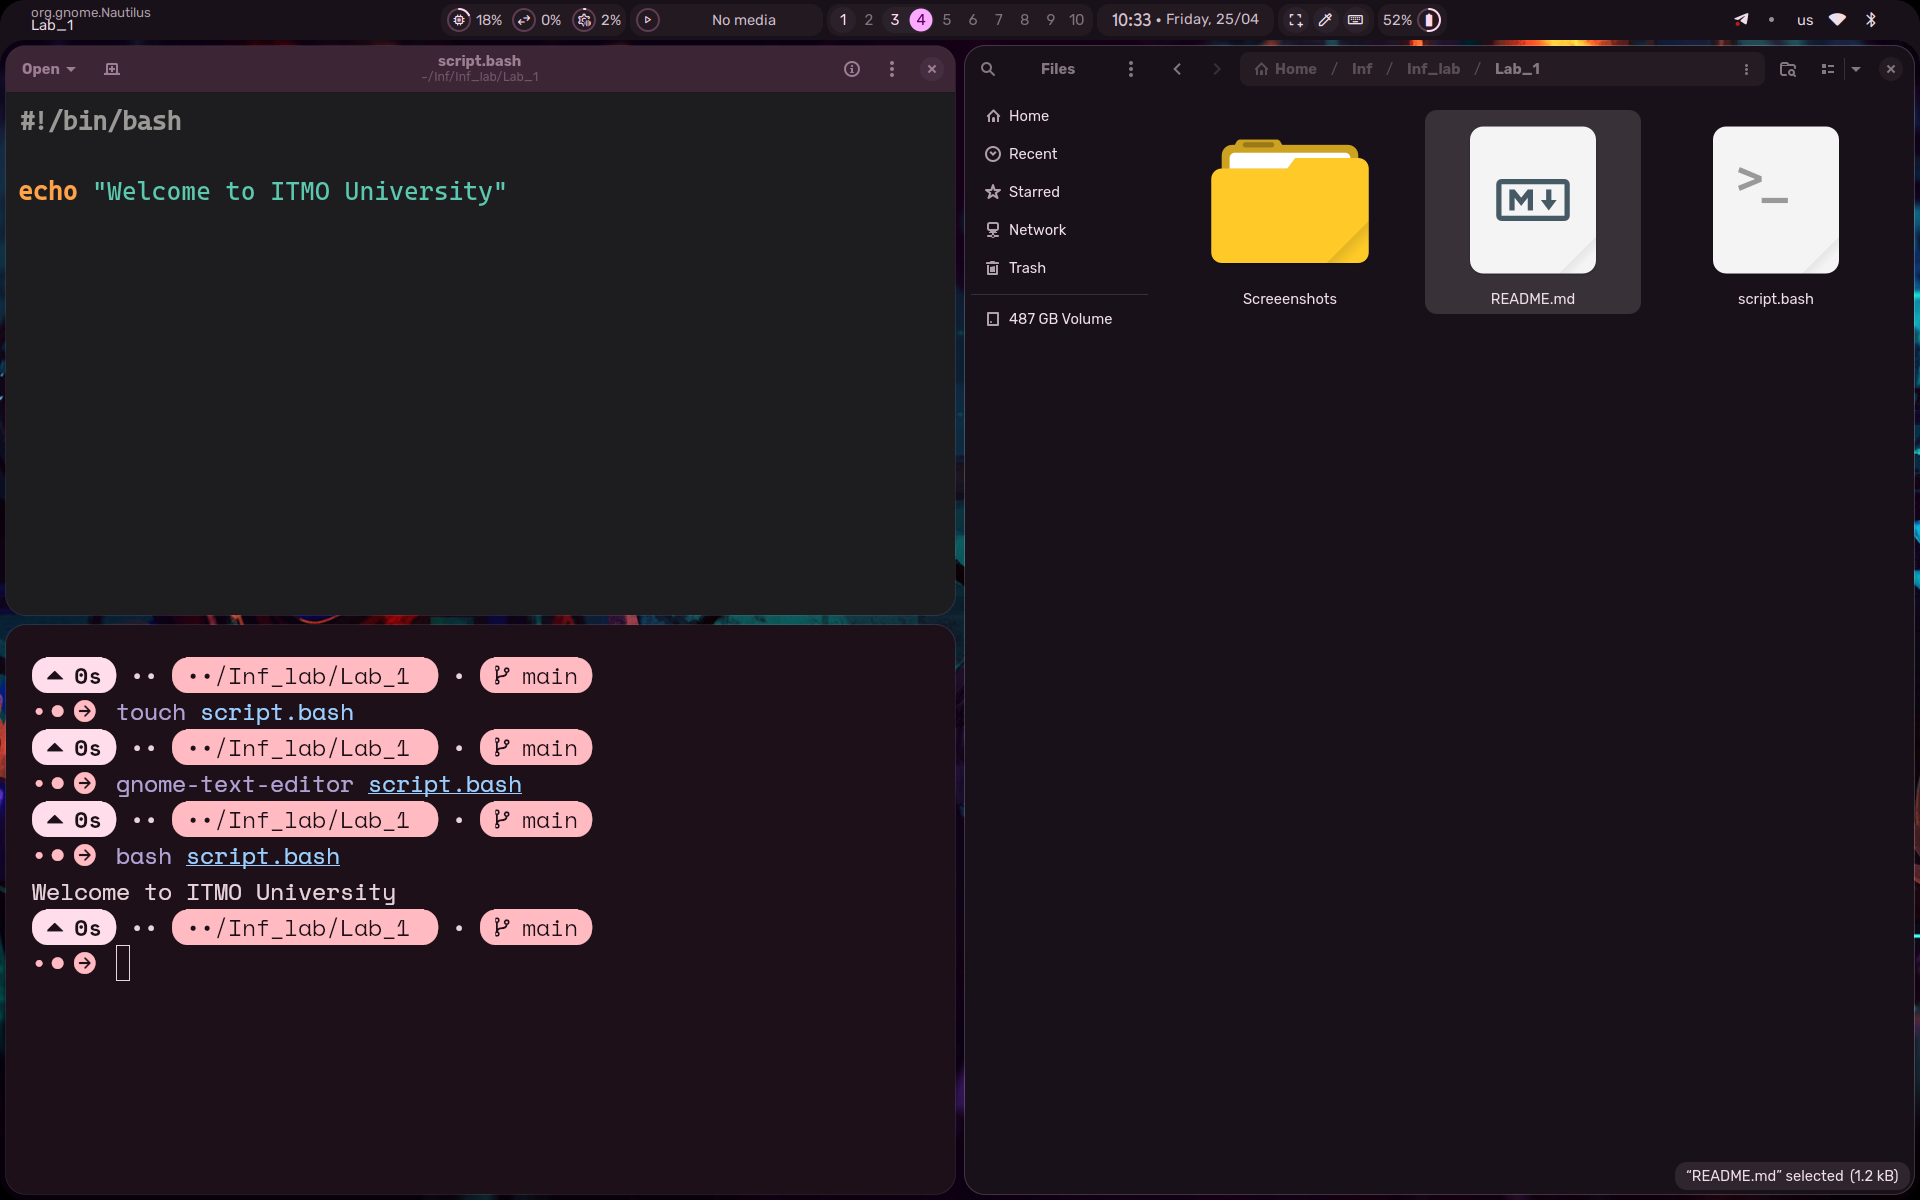 org.gnome.Nautilus
Lab_1
18% 0% 2% No media 1 2 3 4 5 6 7 8 9 10 10:33 • Friday, 25/04 52% us
Open
script.bash
~/Inf/Inf_lab/Lab_1
#!/bin/bash
echo "Welcome to ITMO University"
0s •• ••/Inf_lab/Lab_1 • main
touch script.bash
0s •• ••/Inf_lab/Lab_1 • main
gnome-text-editor script.bash
0s •• ••/Inf_lab/Lab_1 • main
bash script.bash
Welcome to ITMO University
0s •• ••/Inf_lab/Lab_1 • main
Files
Home / Inf / Inf_lab / Lab_1
Home
Recent
Starred
Network
Trash
487 GB Volume
M
>_
Screeenshots
README.md
script.bash
“README.md” selected (1.2 kB)